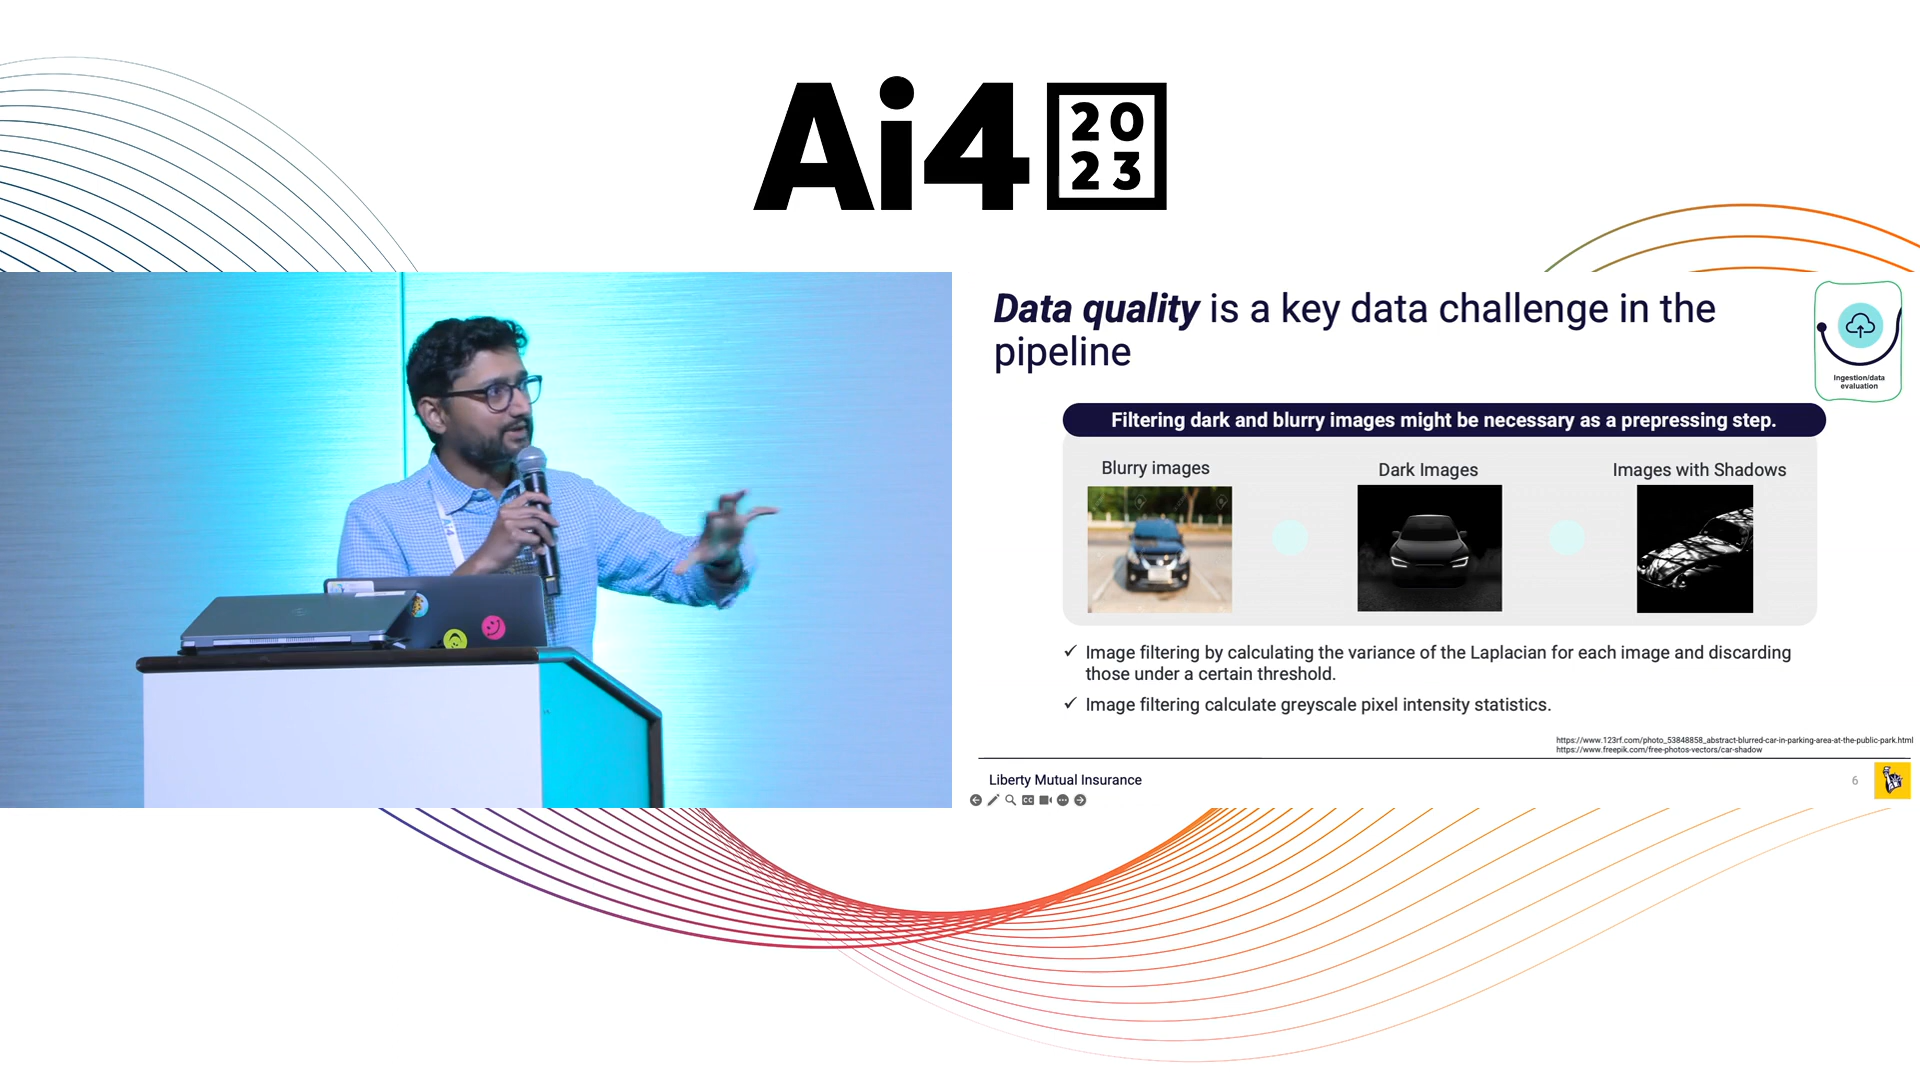 Ai4 20
23
Data quality is a key data challenge in the
pipeline
Ingestion/data
evaluation
Filtering dark and blurry images might be necessary as a prepressing step.
Blurry images
Dark Images
Images with Shadows
✓ Image filtering by calculating the variance of the Laplacian for each image and discarding
those under a certain threshold.
✓ Image filtering calculate greyscale pixel intensity statistics.
https://www.123rf.com/photo_53848858_abstract-blurred-car-in-parking-area-at-the-public-park.html
https://www.freepik.com/free-photos-vectors/car-shadow
Liberty Mutual Insurance
6
CC
Ai4